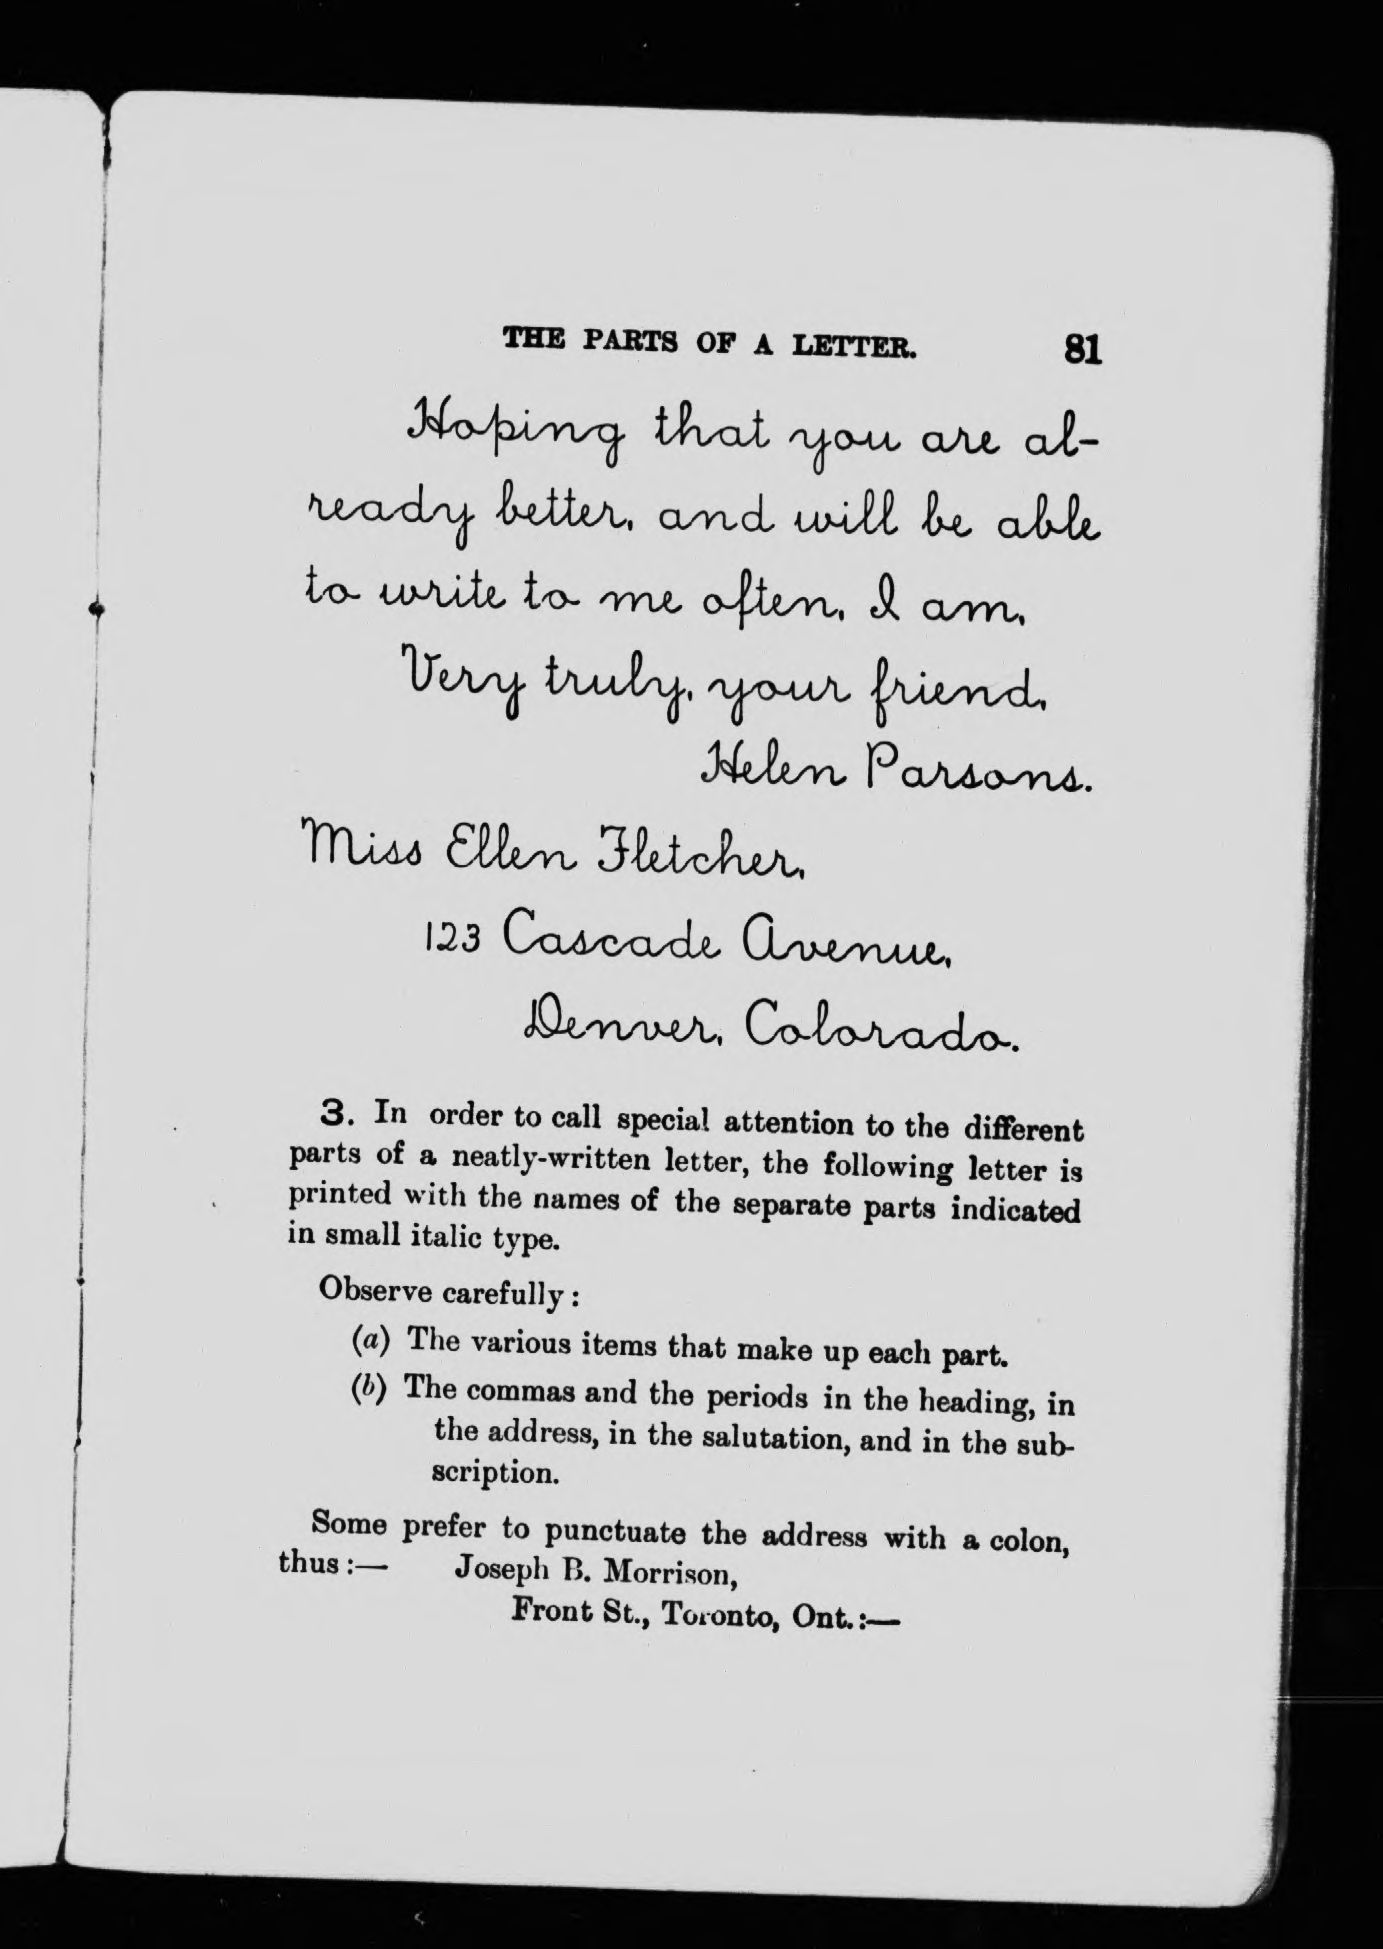 THE PARTS OF A LETTER. 81
Hoping that you are al-
ready better, and will be able
to write to me often, I am,
Very truly, your friend,
Helen Parsons.
Miss Ellen Fletcher,
123 Cascade Avenue,
Denver, Colorado.
3. In order to call special attention to the different
parts of a neatly-written letter, the following letter is
printed with the names of the separate parts indicated
in small italic type.
Observe carefully:
(a) The various items that make up each part.
(b) The commas and the periods in the heading, in
the address, in the salutation, and in the sub-
scription.
Some prefer to punctuate the address with a colon,
thus:— Joseph B. Morrison,
Front St., Toronto, Ont.:—